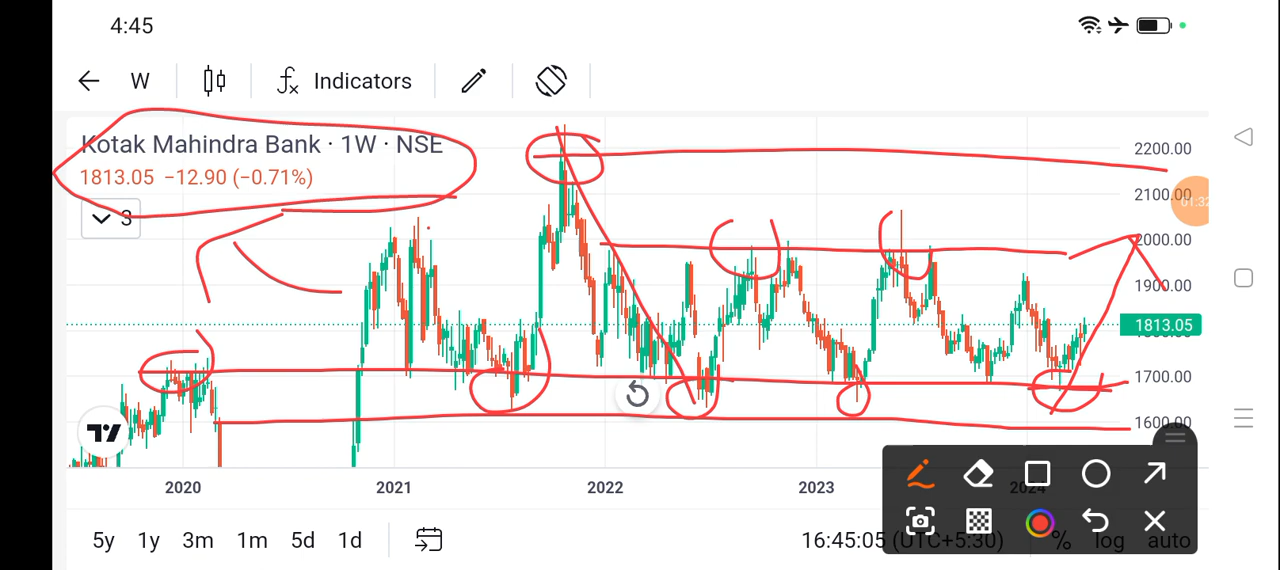 4:45
W
Indicators
Kotak Mahindra Bank · 1W · NSE
1813.05 −12.90 (−0.71%)
3
2200.00
2100.00
2000.00
1900.00
1813.05
1700.00
1600.00
01:32
2020 2021 2022 2023 2024
5y 1y 3m 1m 5d 1d 16:45:05 (UTC+5:30) % log auto